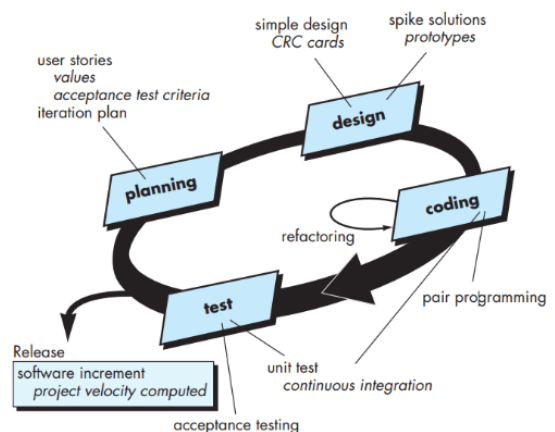 simple design
CRC cards
spike solutions
prototypes
user stories
values
acceptance test criteria
iteration plan
design
planning
coding
refactoring
test
pair programming
Release
software increment
project velocity computed
unit test
continuous integration
acceptance testing